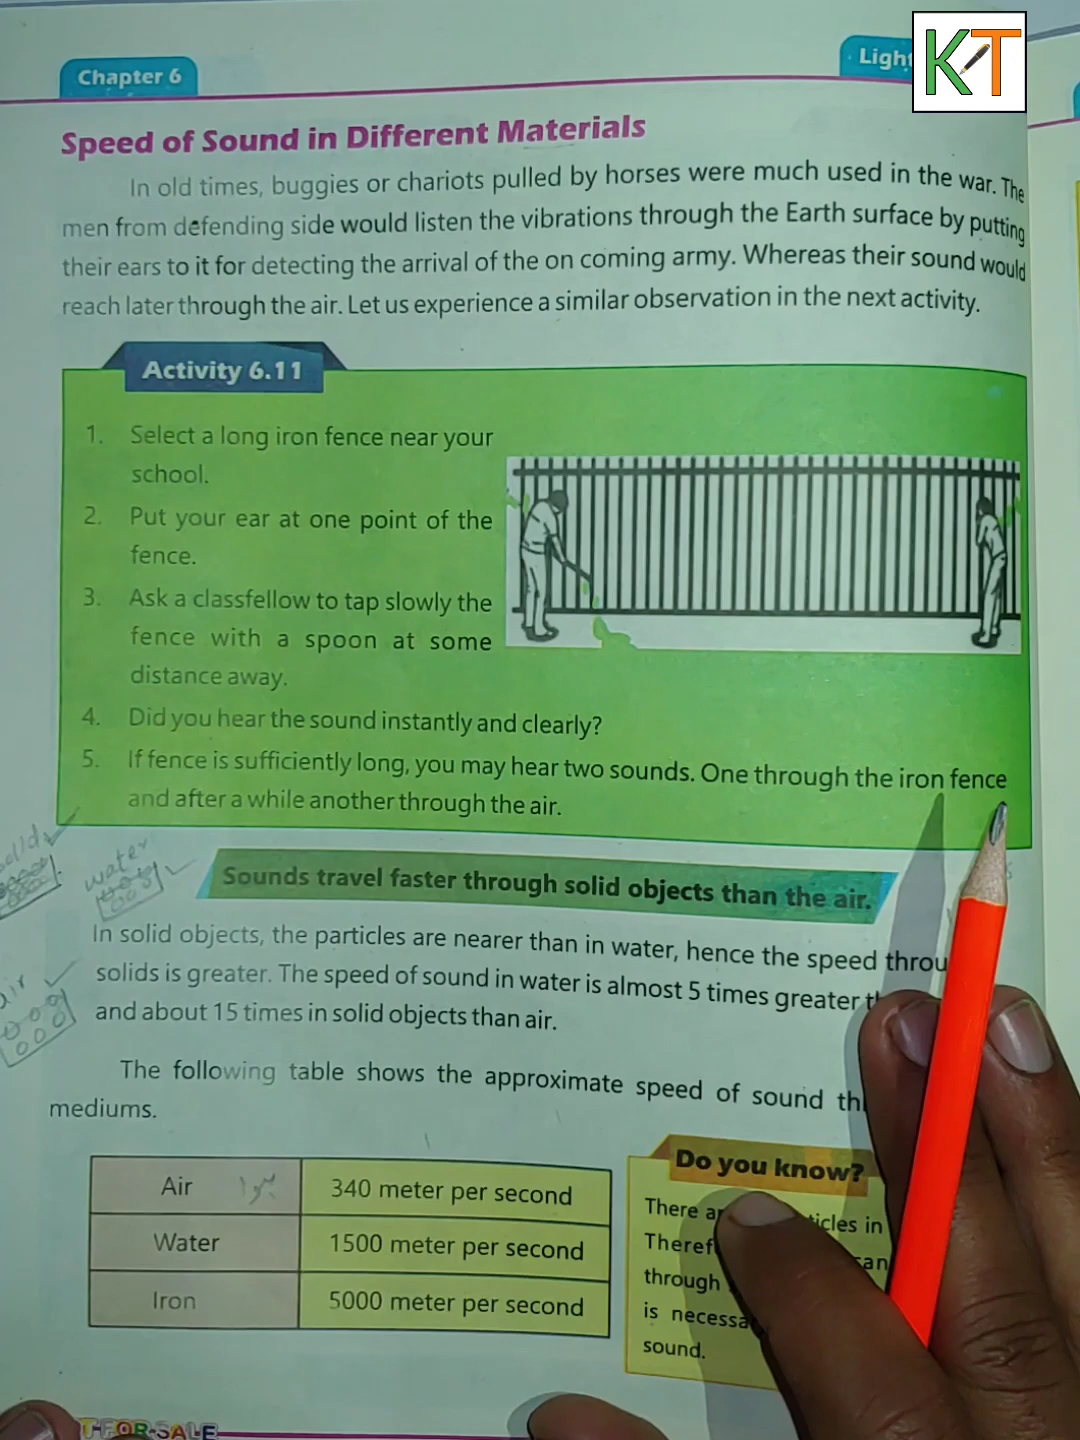 Chapter 6
Light
KT
Speed of Sound in Different Materials
In old times, buggies or chariots pulled by horses were much used in the war. The
men from defending side would listen the vibrations through the Earth surface by putting
their ears to it for detecting the arrival of the on coming army. Whereas their sound would
reach later through the air. Let us experience a similar observation in the next activity.
Activity 6.11
1. Select a long iron fence near your
school.
2. Put your ear at one point of the
fence.
3. Ask a classfellow to tap slowly the
fence with a spoon at some
distance away.
4. Did you hear the sound instantly and clearly?
5. If fence is sufficiently long, you may hear two sounds. One through the iron fence
and after a while another through the air.
water
Sounds travel faster through solid objects than the air.
In solid objects, the particles are nearer than in water, hence the speed
solids is greater. The speed of sound in water is almost 5 times greater
and about 15 times in solid objects than air.
The following table shows the approximate speed of sound
mediums.
Air 340 meter per second
Water 1500 meter per second
Iron 5000 meter per second
Do you know?
There in
through
is
sound.